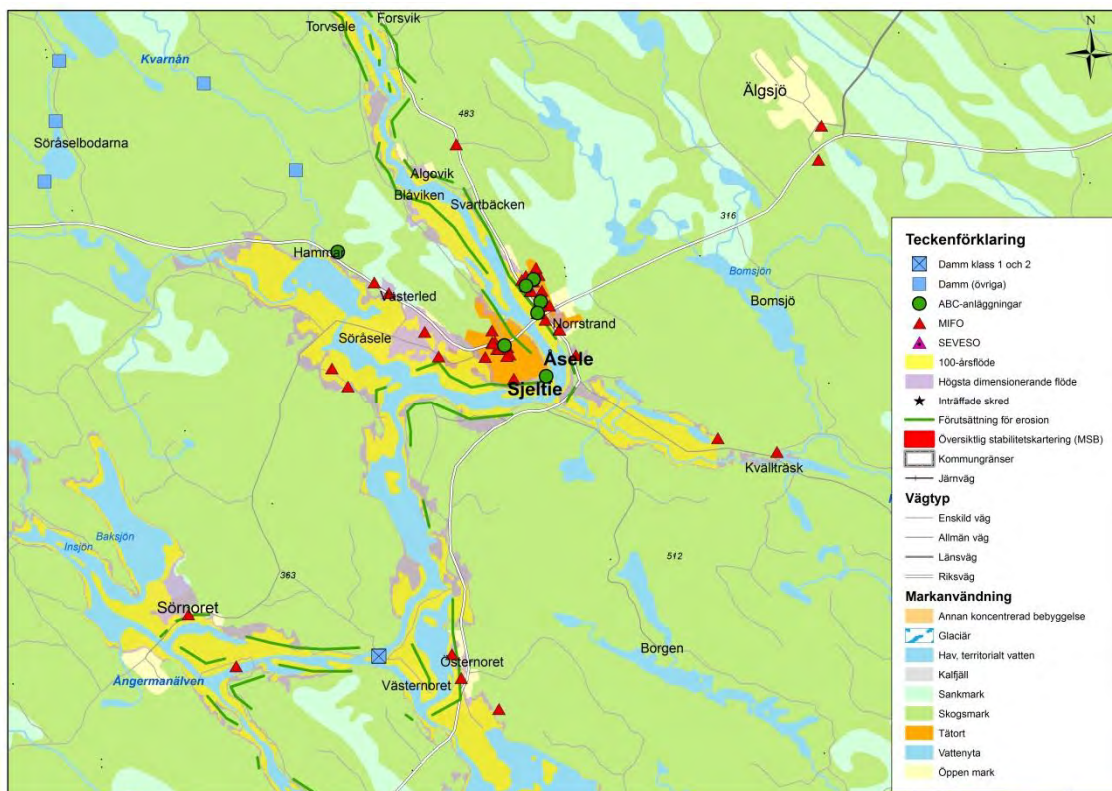 Forsvik
Torvsele
N
Kvarnån
Älgsjö
483
Söråselbodarna
Algovik
Blåviken
Svartbäcken
316
Hammar
Bomsjön
Västerled
Bomsjö
Norrstrand
Söråsele
Åsele
Sjeltie
Kvällträsk
Baksjön
Insjön
512
363
Sörnoret
Borgen
Östernoret
Ångermanälven
Västernoret
Teckenförklaring
Damm klass 1 och 2
Damm (övriga)
ABC-anläggningar
MIFO
SEVESO
100-årsflöde
Högsta dimensionerande flöde
Inträffade skred
Förutsättning för erosion
Översiktlig stabilitetskartering (MSB)
Kommungränser
Järnväg
Vägtyp
Enskild väg
Allmän väg
Länsväg
Riksväg
Markanvändning
Annan koncentrerad bebyggelse
Glaciär
Hav, territorialt vatten
Kalfjäll
Sankmark
Skogsmark
Tätort
Vattenyta
Öppen mark